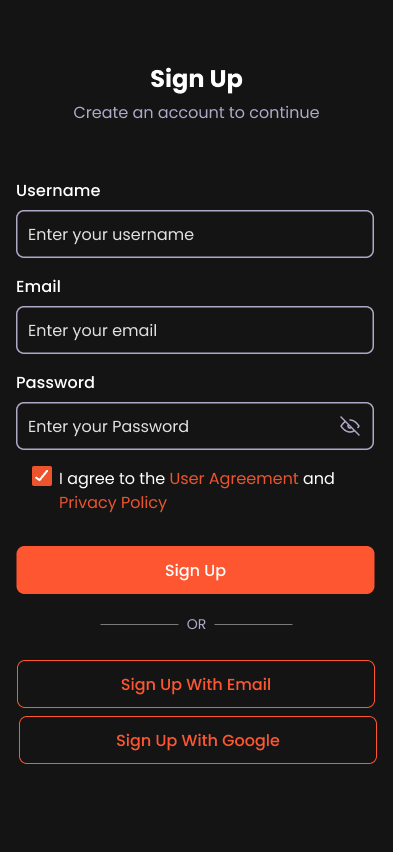 Sign Up
Create an account to continue
Username
Enter your username
Email
Enter your email
Password
Enter your Password
I agree to the User Agreement and
Privacy Policy
Sign Up
OR
Sign Up With Email
Sign Up With Google